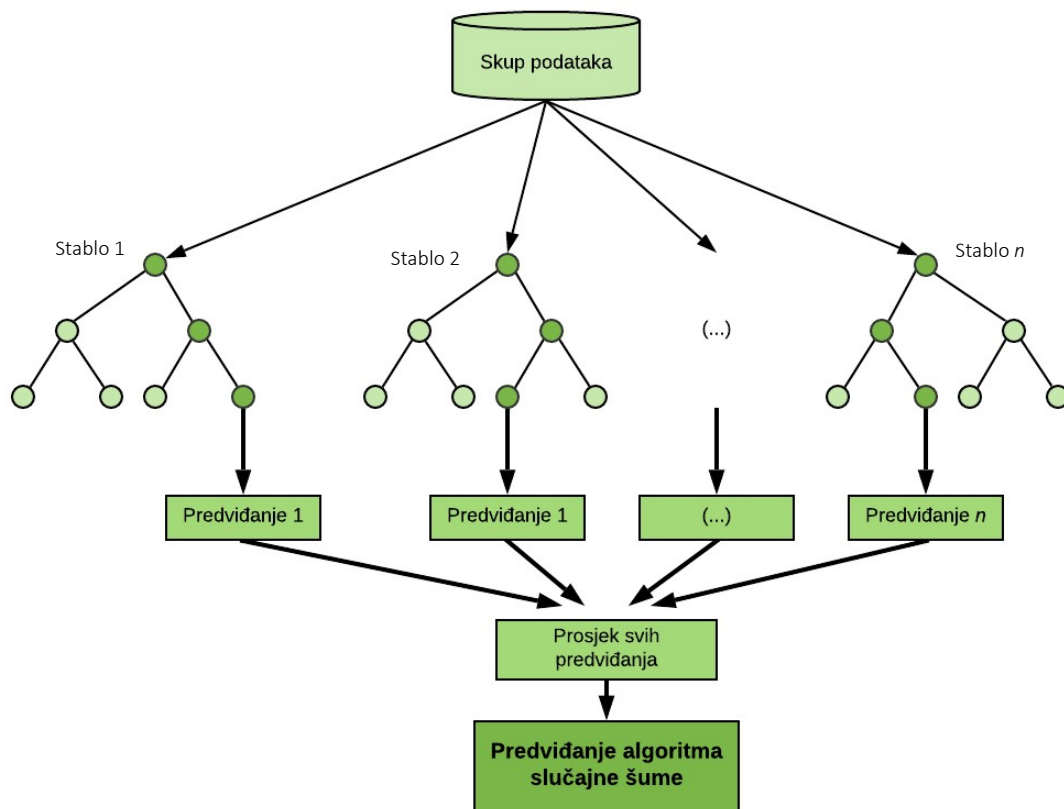 Skup podataka
Stablo 1
Stablo 2
Stablo n
(...)
Predviđanje 1
Predviđanje 1
(...)
Predviđanje n
Prosjek svih
predviđanja
Predviđanje algoritma
slučajne šume